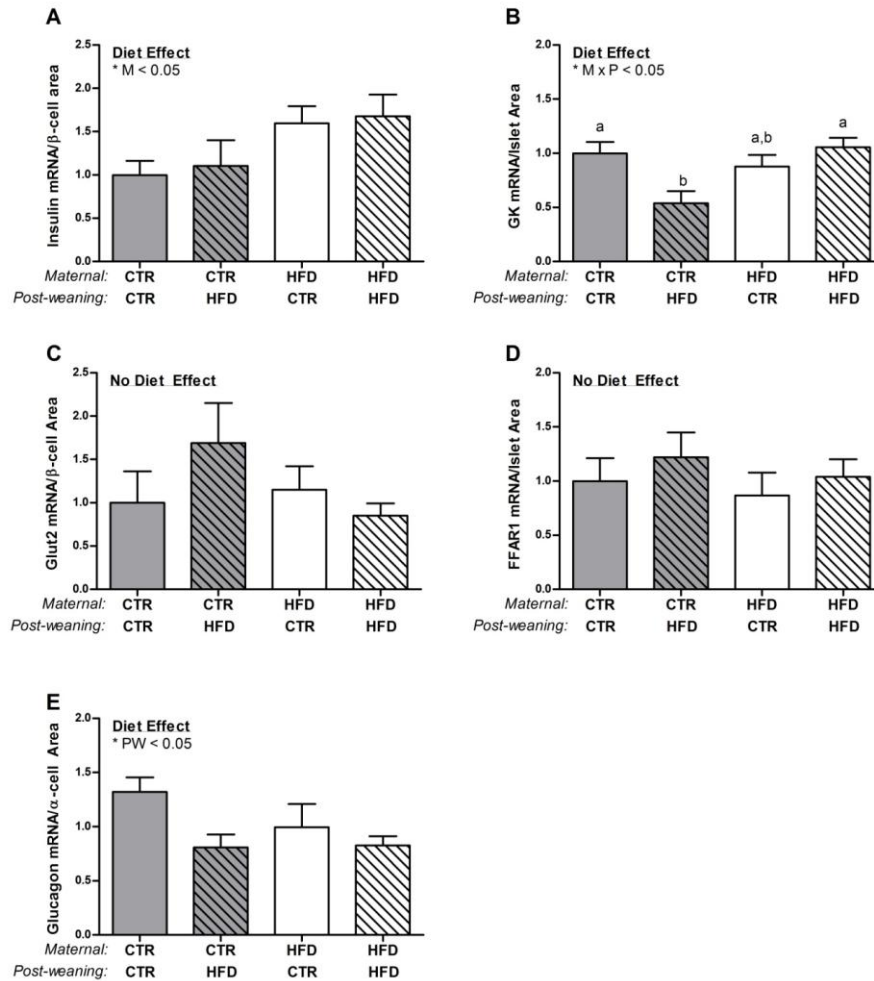 A
Insulin mRNA/β-cell area
2.5
2.0
1.5
1.0
0.5
0.0
Diet Effect
* M < 0.05
Maternal: CTR CTR HFD HFD
Post-weaning: CTR HFD CTR HFD
B
GK mRNA/Islet Area
2.0
1.5
1.0
0.5
0.0
Diet Effect
* M x P < 0.05
a b a,b a
Maternal: CTR CTR HFD HFD
Post-weaning: CTR HFD CTR HFD
C
Glut2 mRNA/β-cell Area
2.5
2.0
1.5
1.0
0.5
0.0
No Diet Effect
Maternal: CTR CTR HFD HFD
Post-weaning: CTR HFD CTR HFD
D
FFAR1 mRNA/Islet Area
2.0
1.5
1.0
0.5
0.0
No Diet Effect
Maternal: CTR CTR HFD HFD
Post-weaning: CTR HFD CTR HFD
E
Glucagon mRNA/α-cell Area
2.0
1.5
1.0
0.5
0.0
Diet Effect
* PW < 0.05
Maternal: CTR CTR HFD HFD
Post-weaning: CTR HFD CTR HFD